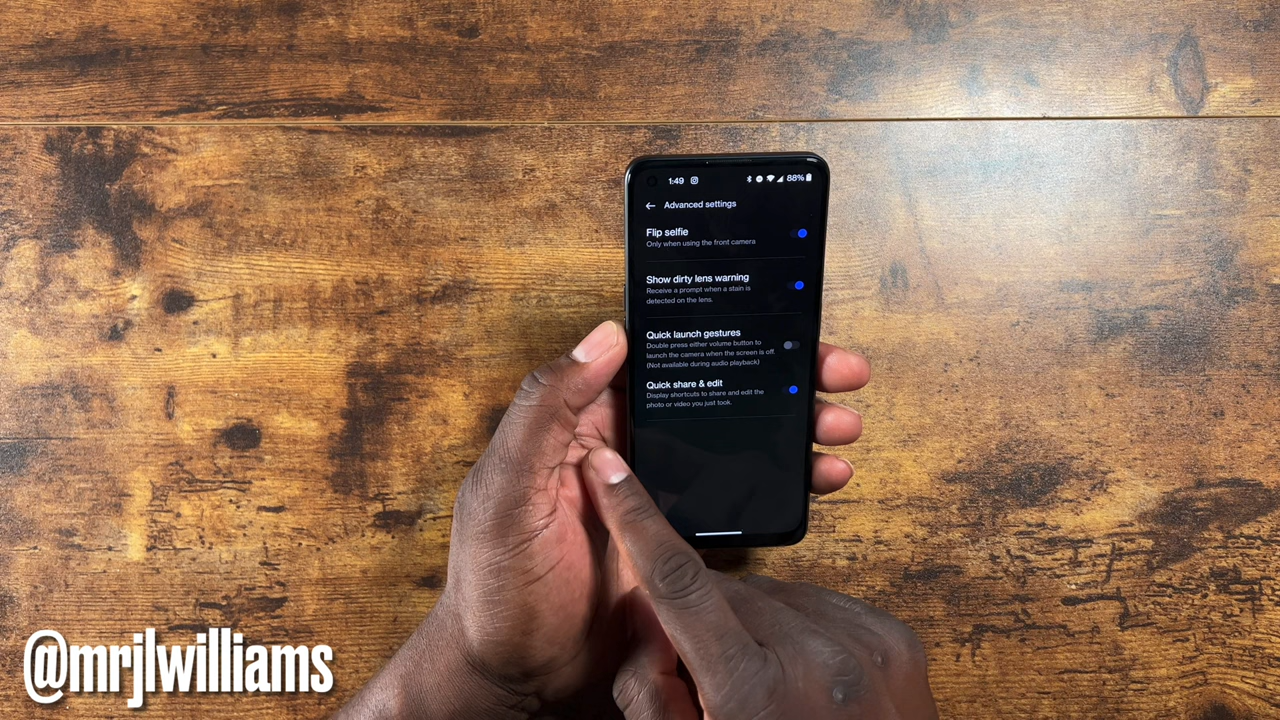 1:49 88%
Advanced settings
Flip selfie
Only when using the front camera
Show dirty lens warning
Receive a prompt when a stain is
detected on the lens.
Quick launch gestures
Double press either volume button to
launch the camera when the screen is off.
(Not available during audio playback)
Quick share & edit
Display shortcuts to share and edit the
photo or video you just took.
@mrjlwilliams